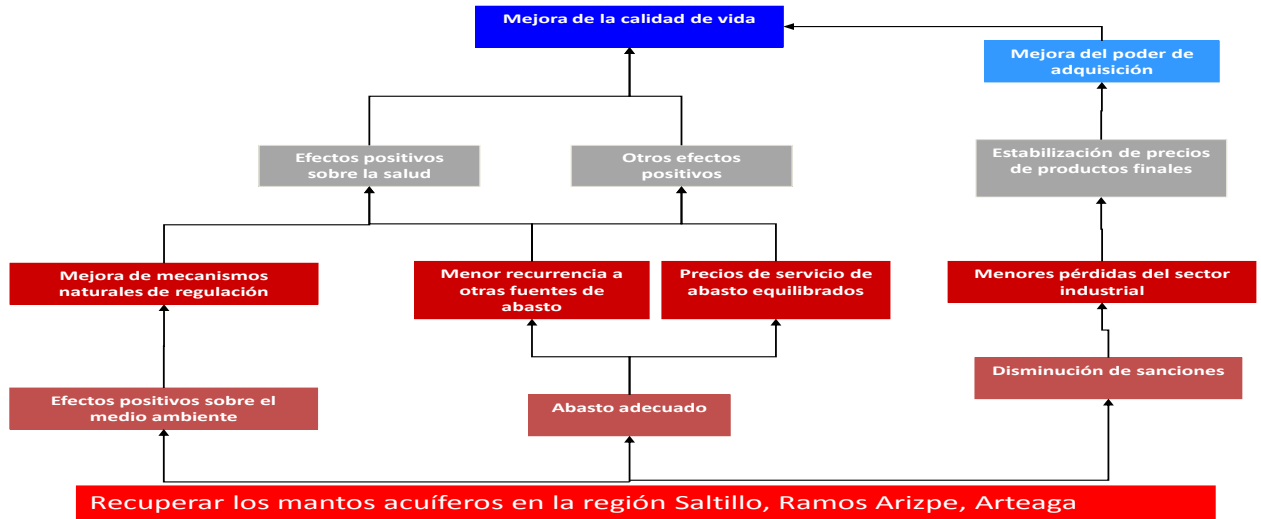 Mejora de la calidad de vida
Mejora del poder de
adquisición
Efectos positivos
sobre la salud
Otros efectos
positivos
Estabilización de precios
de productos finales
Mejora de mecanismos
naturales de regulación
Menor recurrencia a
otras fuentes de
abasto
Precios de servicio de
abasto equilibrados
Menores pérdidas del sector
industrial
Efectos positivos sobre el
medio ambiente
Abasto adecuado
Disminución de sanciones
Recuperar los mantos acuíferos en la región Saltillo, Ramos Arizpe, Arteaga